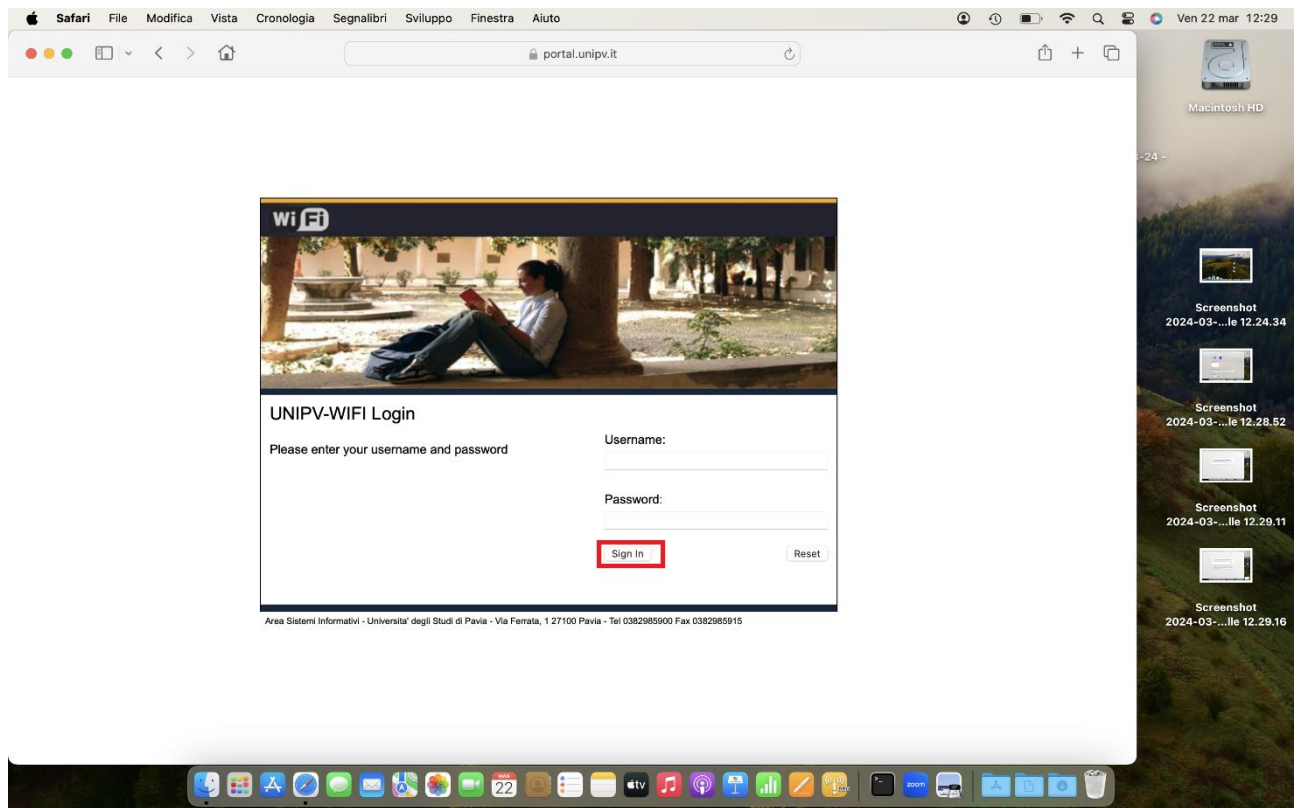 Safari File Modifica Vista Cronologia Segnalibri Sviluppo Finestra Aiuto
Ven 22 mar 12:29
portal.unipv.it
Macintosh HD
-24 -
Wi Fi
Screenshot
2024-03-...le 12.24.34
Screenshot
2024-03-...le 12.28.52
UNIPV-WIFI Login
Please enter your username and password
Username:
Password:
Sign In
Reset
Screenshot
2024-03-...lle 12.29.11
Screenshot
2024-03-...lle 12.29.16
Area Sistemi Informativi - Universita' degli Studi di Pavia - Via Ferrata, 1 27100 Pavia - Tel 0382985900 Fax 0382985915
MAR
22
tv
zoom